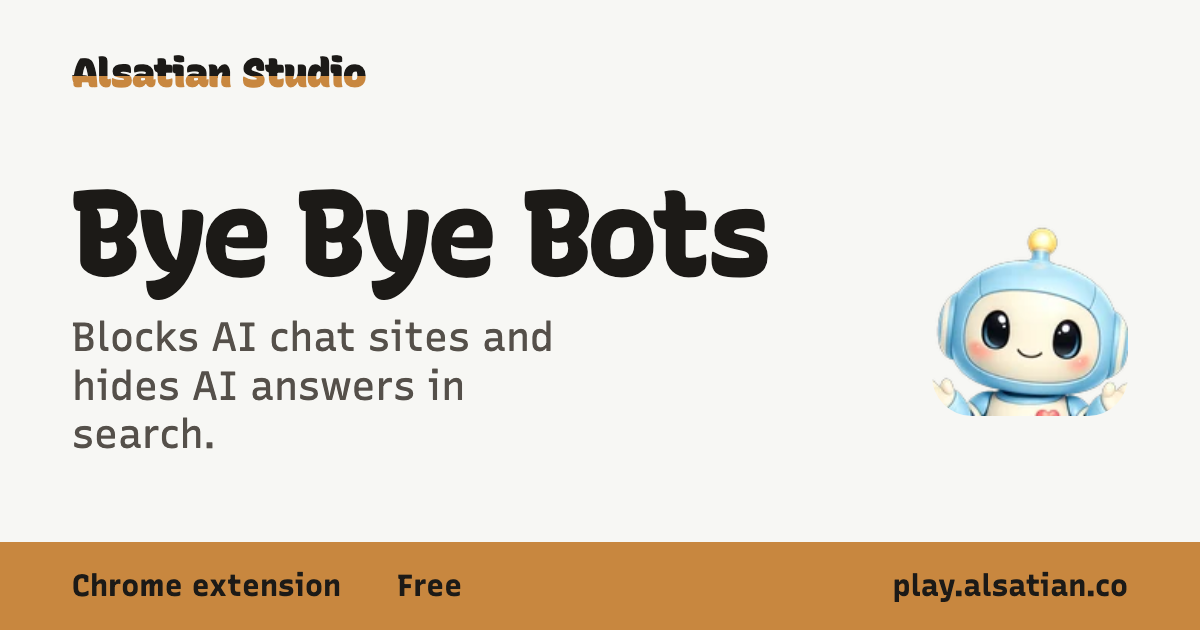 Alsatian Studio
Bye Bye Bots
Blocks AI chat sites and
hides AI answers in
search.
Chrome extension Free play.alsatian.co